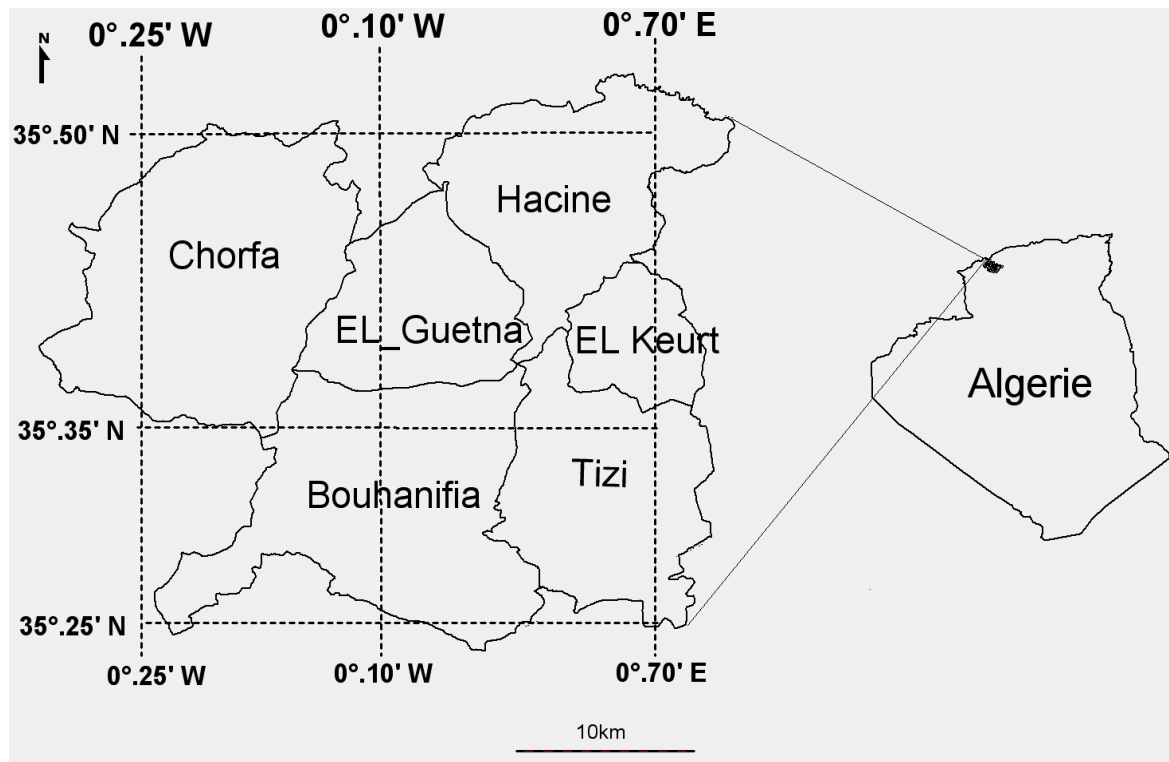 N
0°.25' W
0°.10' W
0°.70' E
35°.50' N
Hacine
Chorfa
EL_Guetna
EL Keurt
Algerie
35°.35' N
Tizi
Bouhanifia
35°.25' N
0°.25' W
0°.10' W
0°.70' E
10km